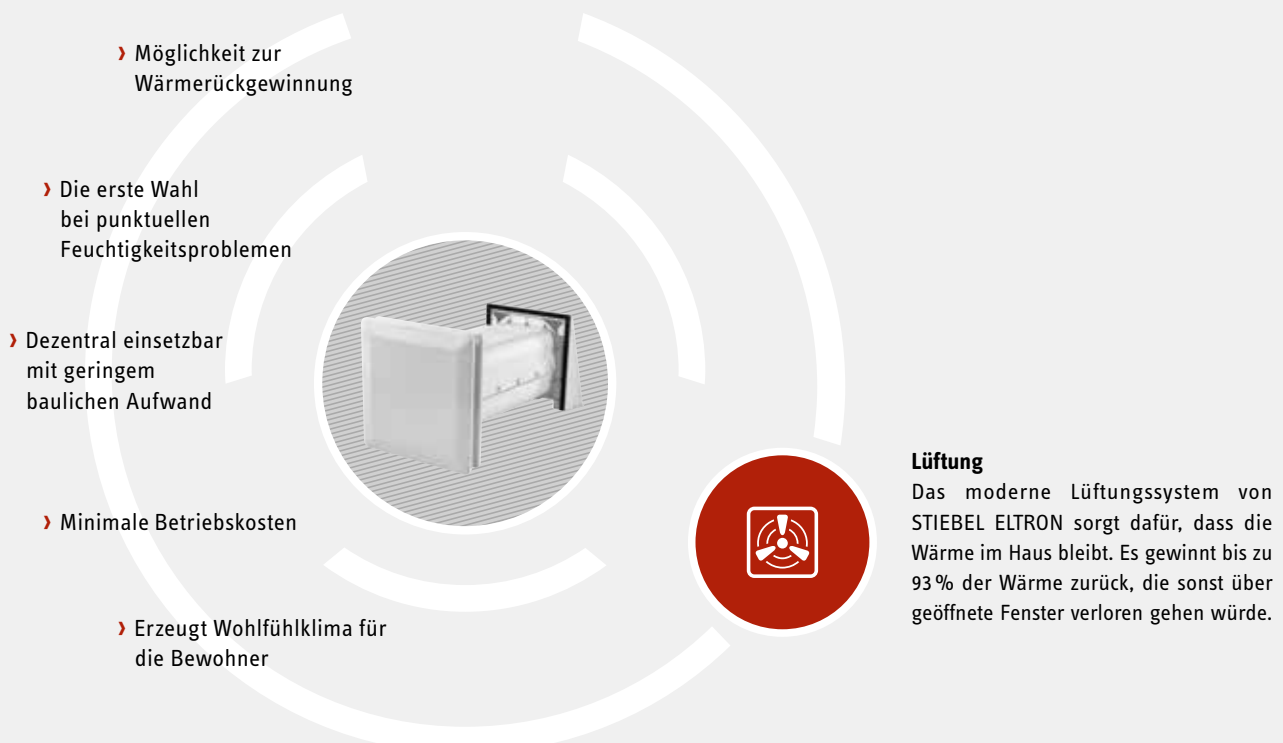 › Möglichkeit zur
Wärmerückgewinnung
› Die erste Wahl
bei punktuellen
Feuchtigkeitsproblemen
› Dezentral einsetzbar
mit geringem
baulichen Aufwand
› Minimale Betriebskosten
› Erzeugt Wohlfühlklima für
die Bewohner
Lüftung
Das moderne Lüftungssystem von
STIEBEL ELTRON sorgt dafür, dass die
Wärme im Haus bleibt. Es gewinnt bis zu
93 % der Wärme zurück, die sonst über
geöffnete Fenster verloren gehen würde.